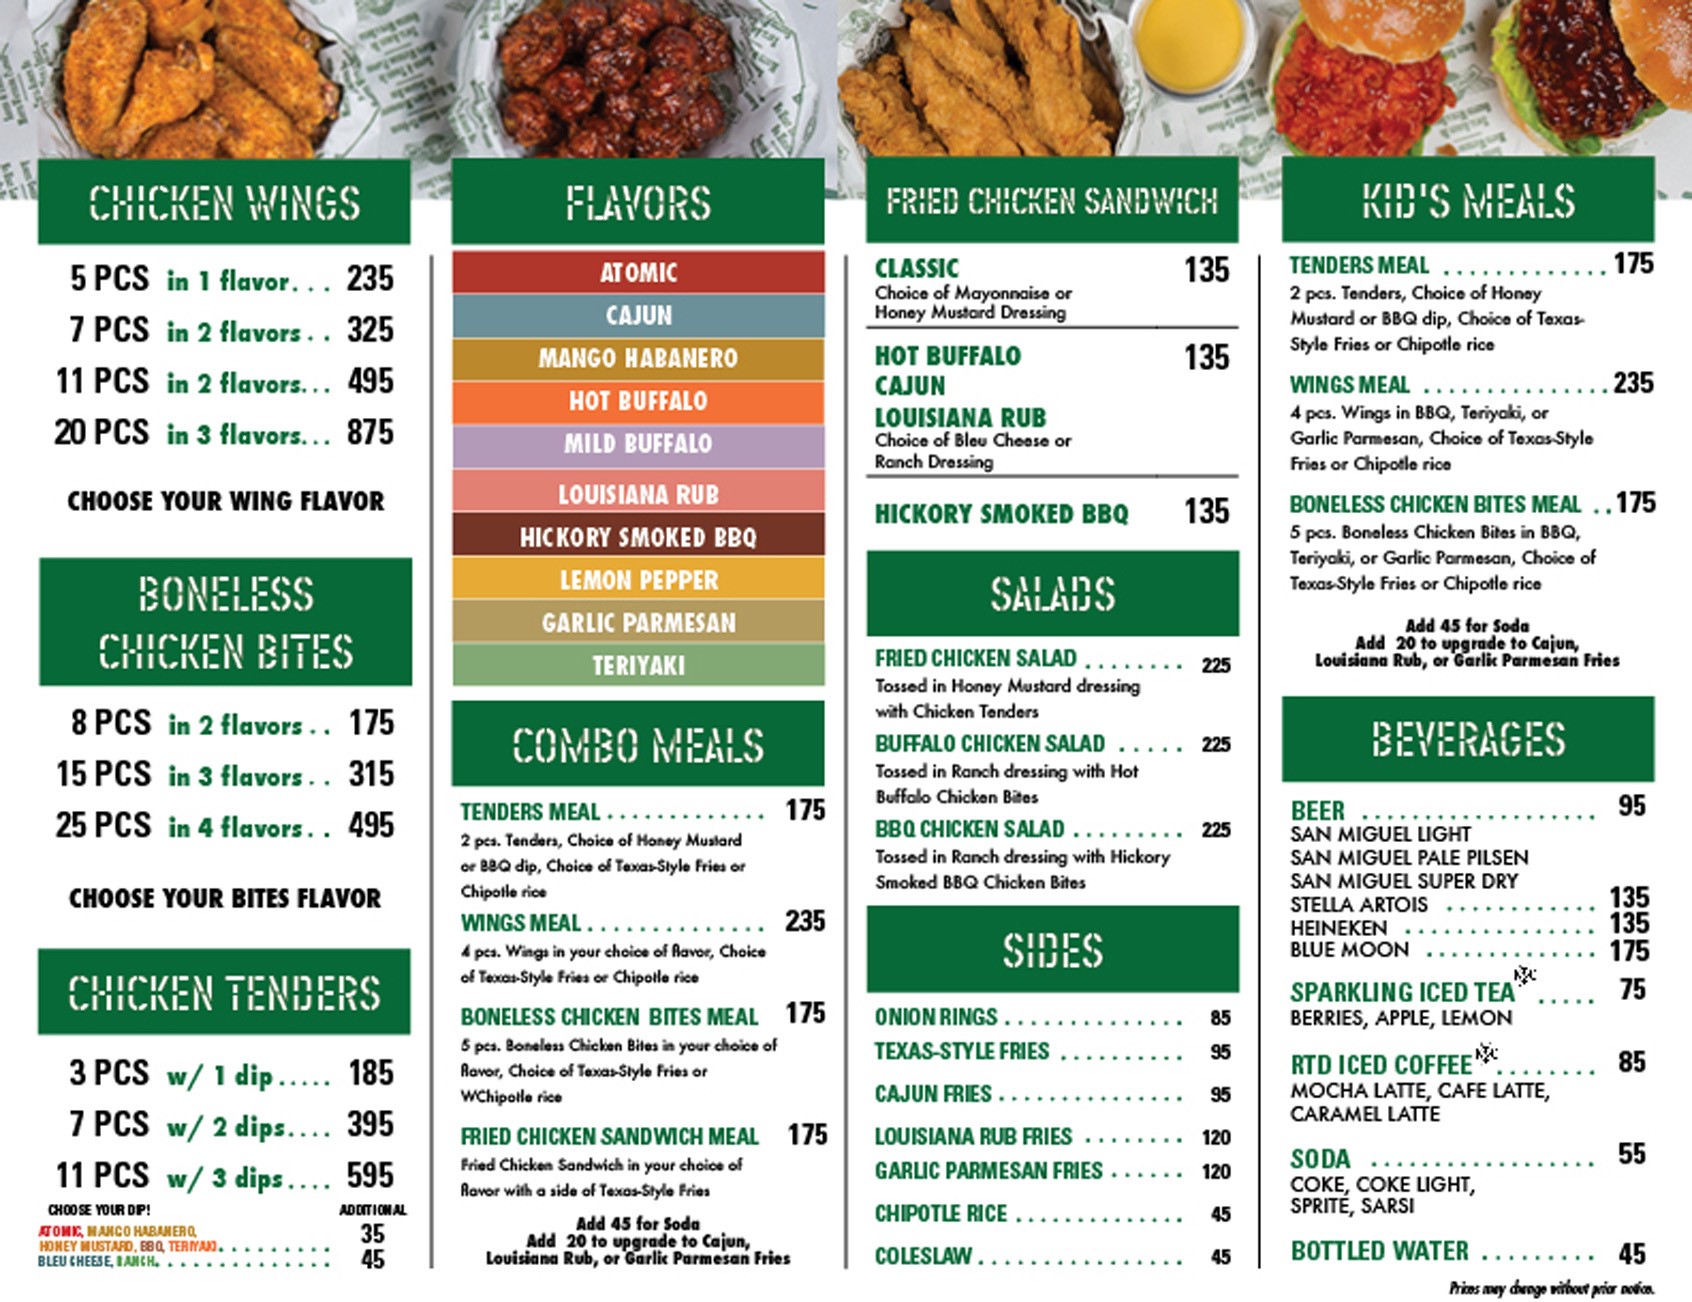 CHICKEN WINGS
5 PCS in 1 flavor... 235
7 PCS in 2 flavors.. 325
11 PCS in 2 flavors... 495
20 PCS in 3 flavors... 875
CHOOSE YOUR WING FLAVOR
BONELESS
CHICKEN BITES
8 PCS in 2 flavors.. 175
15 PCS in 3 flavors.. 315
25 PCS in 4 flavors.. 495
CHOOSE YOUR BITES FLAVOR
CHICKEN TENDERS
3 PCS w/ 1 dip..... 185
7 PCS w/ 2 dips.... 395
11 PCS w/ 3 dips.... 595
CHOOSE YOUR DIP! ADDITIONAL
ATOMIC, MANGO HABANERO,
HONEY MUSTARD, BBQ, TERIYAKI.......... 35
BLEU CHEESE, RANCH............... 45
FLAVORS
ATOMIC
CAJUN
MANGO HABANERO
HOT BUFFALO
MILD BUFFALO
LOUISIANA RUB
HICKORY SMOKED BBQ
LEMON PEPPER
GARLIC PARMESAN
TERIYAKI
COMBO MEALS
TENDERS MEAL ............. 175
2 pcs. Tenders, Choice of Honey Mustard
or BBQ dip, Choice of Texas-Style Fries or
Chipotle rice
WINGS MEAL .............. 235
4 pcs. Wings in your choice of flavor, Choice
of Texas-Style Fries or Chipotle rice
BONELESS CHICKEN BITES MEAL 175
5 pcs. Boneless Chicken Bites in your choice of
flavor, Choice of Texas-Style Fries or
WChipotle rice
FRIED CHICKEN SANDWICH MEAL 175
Fried Chicken Sandwich in your choice of
flavor with a side of Texas-Style Fries
Add 45 for Soda
Add 20 to upgrade to Cajun,
Louisiana Rub, or Garlic Parmesan Fries
FRIED CHICKEN SANDWICH
CLASSIC 135
Choice of Mayonnaise or
Honey Mustard Dressing
HOT BUFFALO 135
CAJUN
LOUISIANA RUB
Choice of Bleu Cheese or
Ranch Dressing
HICKORY SMOKED BBQ 135
SALADS
FRIED CHICKEN SALAD ........ 225
Tossed in Honey Mustard dressing
with Chicken Tenders
BUFFALO CHICKEN SALAD ..... 225
Tossed in Ranch dressing with Hot
Buffalo Chicken Bites
BBQ CHICKEN SALAD ......... 225
Tossed in Ranch dressing with Hickory
Smoked BBQ Chicken Bites
SIDES
ONION RINGS .............. 85
TEXAS-STYLE FRIES .......... 95
CAJUN FRIES ............... 95
LOUISIANA RUB FRIES ........ 120
GARLIC PARMESAN FRIES ...... 120
CHIPOTLE RICE ............. 45
COLESLAW ................. 45
KID'S MEALS
TENDERS MEAL ............. 175
2 pcs. Tenders, Choice of Honey
Mustard or BBQ dip, Choice of Texas-
Style Fries or Chipotle rice
WINGS MEAL .............. 235
4 pcs. Wings in BBQ, Teriyaki, or
Garlic Parmesan, Choice of Texas-Style
Fries or Chipotle rice
BONELESS CHICKEN BITES MEAL ..175
5 pcs. Boneless Chicken Bites in BBQ,
Teriyaki, or Garlic Parmesan, Choice of
Texas-Style Fries or Chipotle rice
Add 45 for Soda
Add 20 to upgrade to Cajun,
Louisiana Rub, or Garlic Parmesan Fries
BEVERAGES
BEER .................. 95
SAN MIGUEL LIGHT
SAN MIGUEL PALE PILSEN
SAN MIGUEL SUPER DRY
STELLA ARTOIS ............ 135
HEINEKEN ............... 135
BLUE MOON ............. 175
SPARKLING ICED TEA ..... 75
BERRIES, APPLE, LEMON
RTD ICED COFFEE ........ 85
MOCHA LATTE, CAFE LATTE,
CARAMEL LATTE
SODA .................. 55
COKE, COKE LIGHT,
SPRITE, SARSI
BOTTLED WATER ......... 45
Prices may change without prior notice.